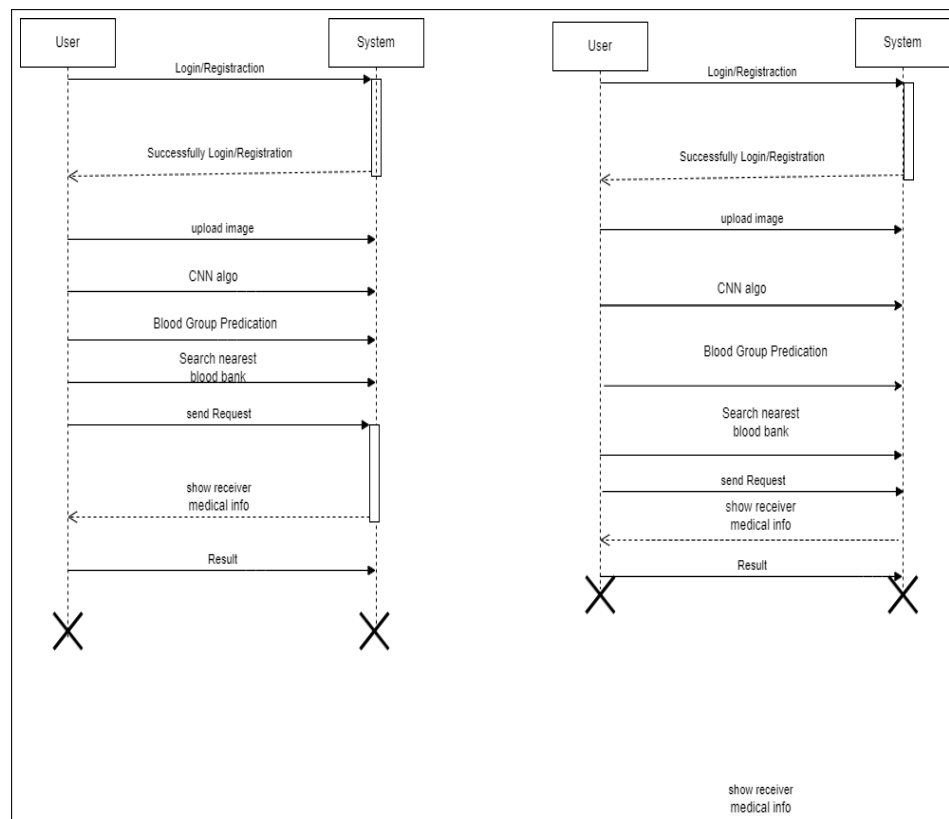 User
System
Login/Registraction
Successfully Login/Registration
upload image
CNN algo
Blood Group Predication
Search nearest
blood bank
send Request
show receiver
medical info
Result
User
System
Login/Registraction
Successfully Login/Registration
upload image
CNN algo
Blood Group Predication
Search nearest
blood bank
send Request
show receiver
medical info
Result
show receiver
medical info